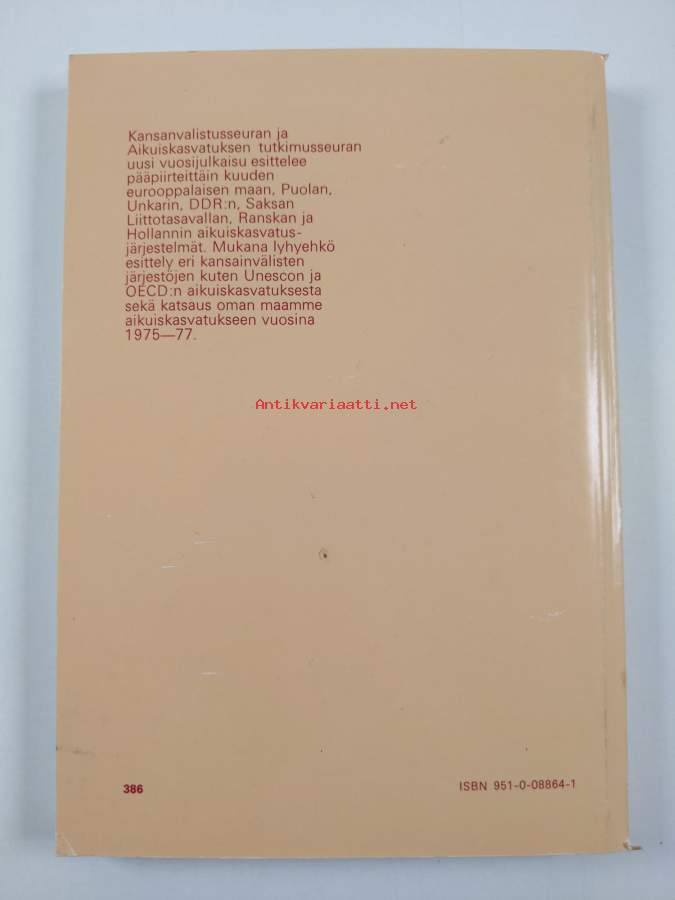 Kansanvalistusseuran ja
Aikuiskasvatuksen tutkimusseuran
uusi vuosijulkaisu esittelee
pääpiirteittäin kuuden
eurooppalaisen maan, Puolan,
Unkarin, DDR:n, Saksan
Liittotasavallan, Ranskan ja
Hollannin aikuiskasvatus-
järjestelmät. Mukana lyhyehkö
esittely eri kansainvälisten
järjestöjen kuten Unescon ja
OECD:n aikuiskasvatuksesta
sekä katsaus oman maamme
aikuiskasvatukseen vuosina
1975—77.
Antikvariaatti.net
386
ISBN 951-0-08864-1